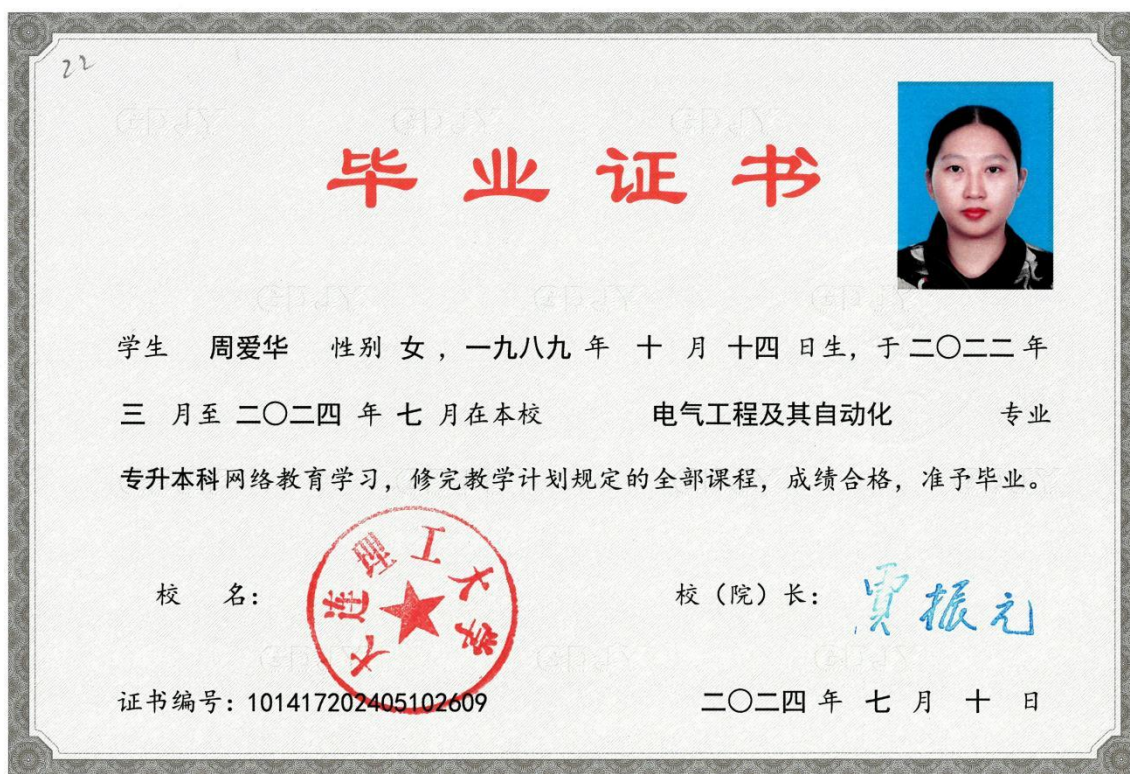 22
毕业证书
学生 周爱华 性别 女，一九八九 年 十 月 十四 日生，于二〇二二 年
三 月至 二〇二四 年 七 月在本校 电气工程及其自动化 专业
专升本科网络教育学习，修完教学计划规定的全部课程，成绩合格，准予毕业。
大连理工大学
校 名：
校（院）长：贾振元
证书编号：101417202405102609
二〇二四 年 七 月 十 日